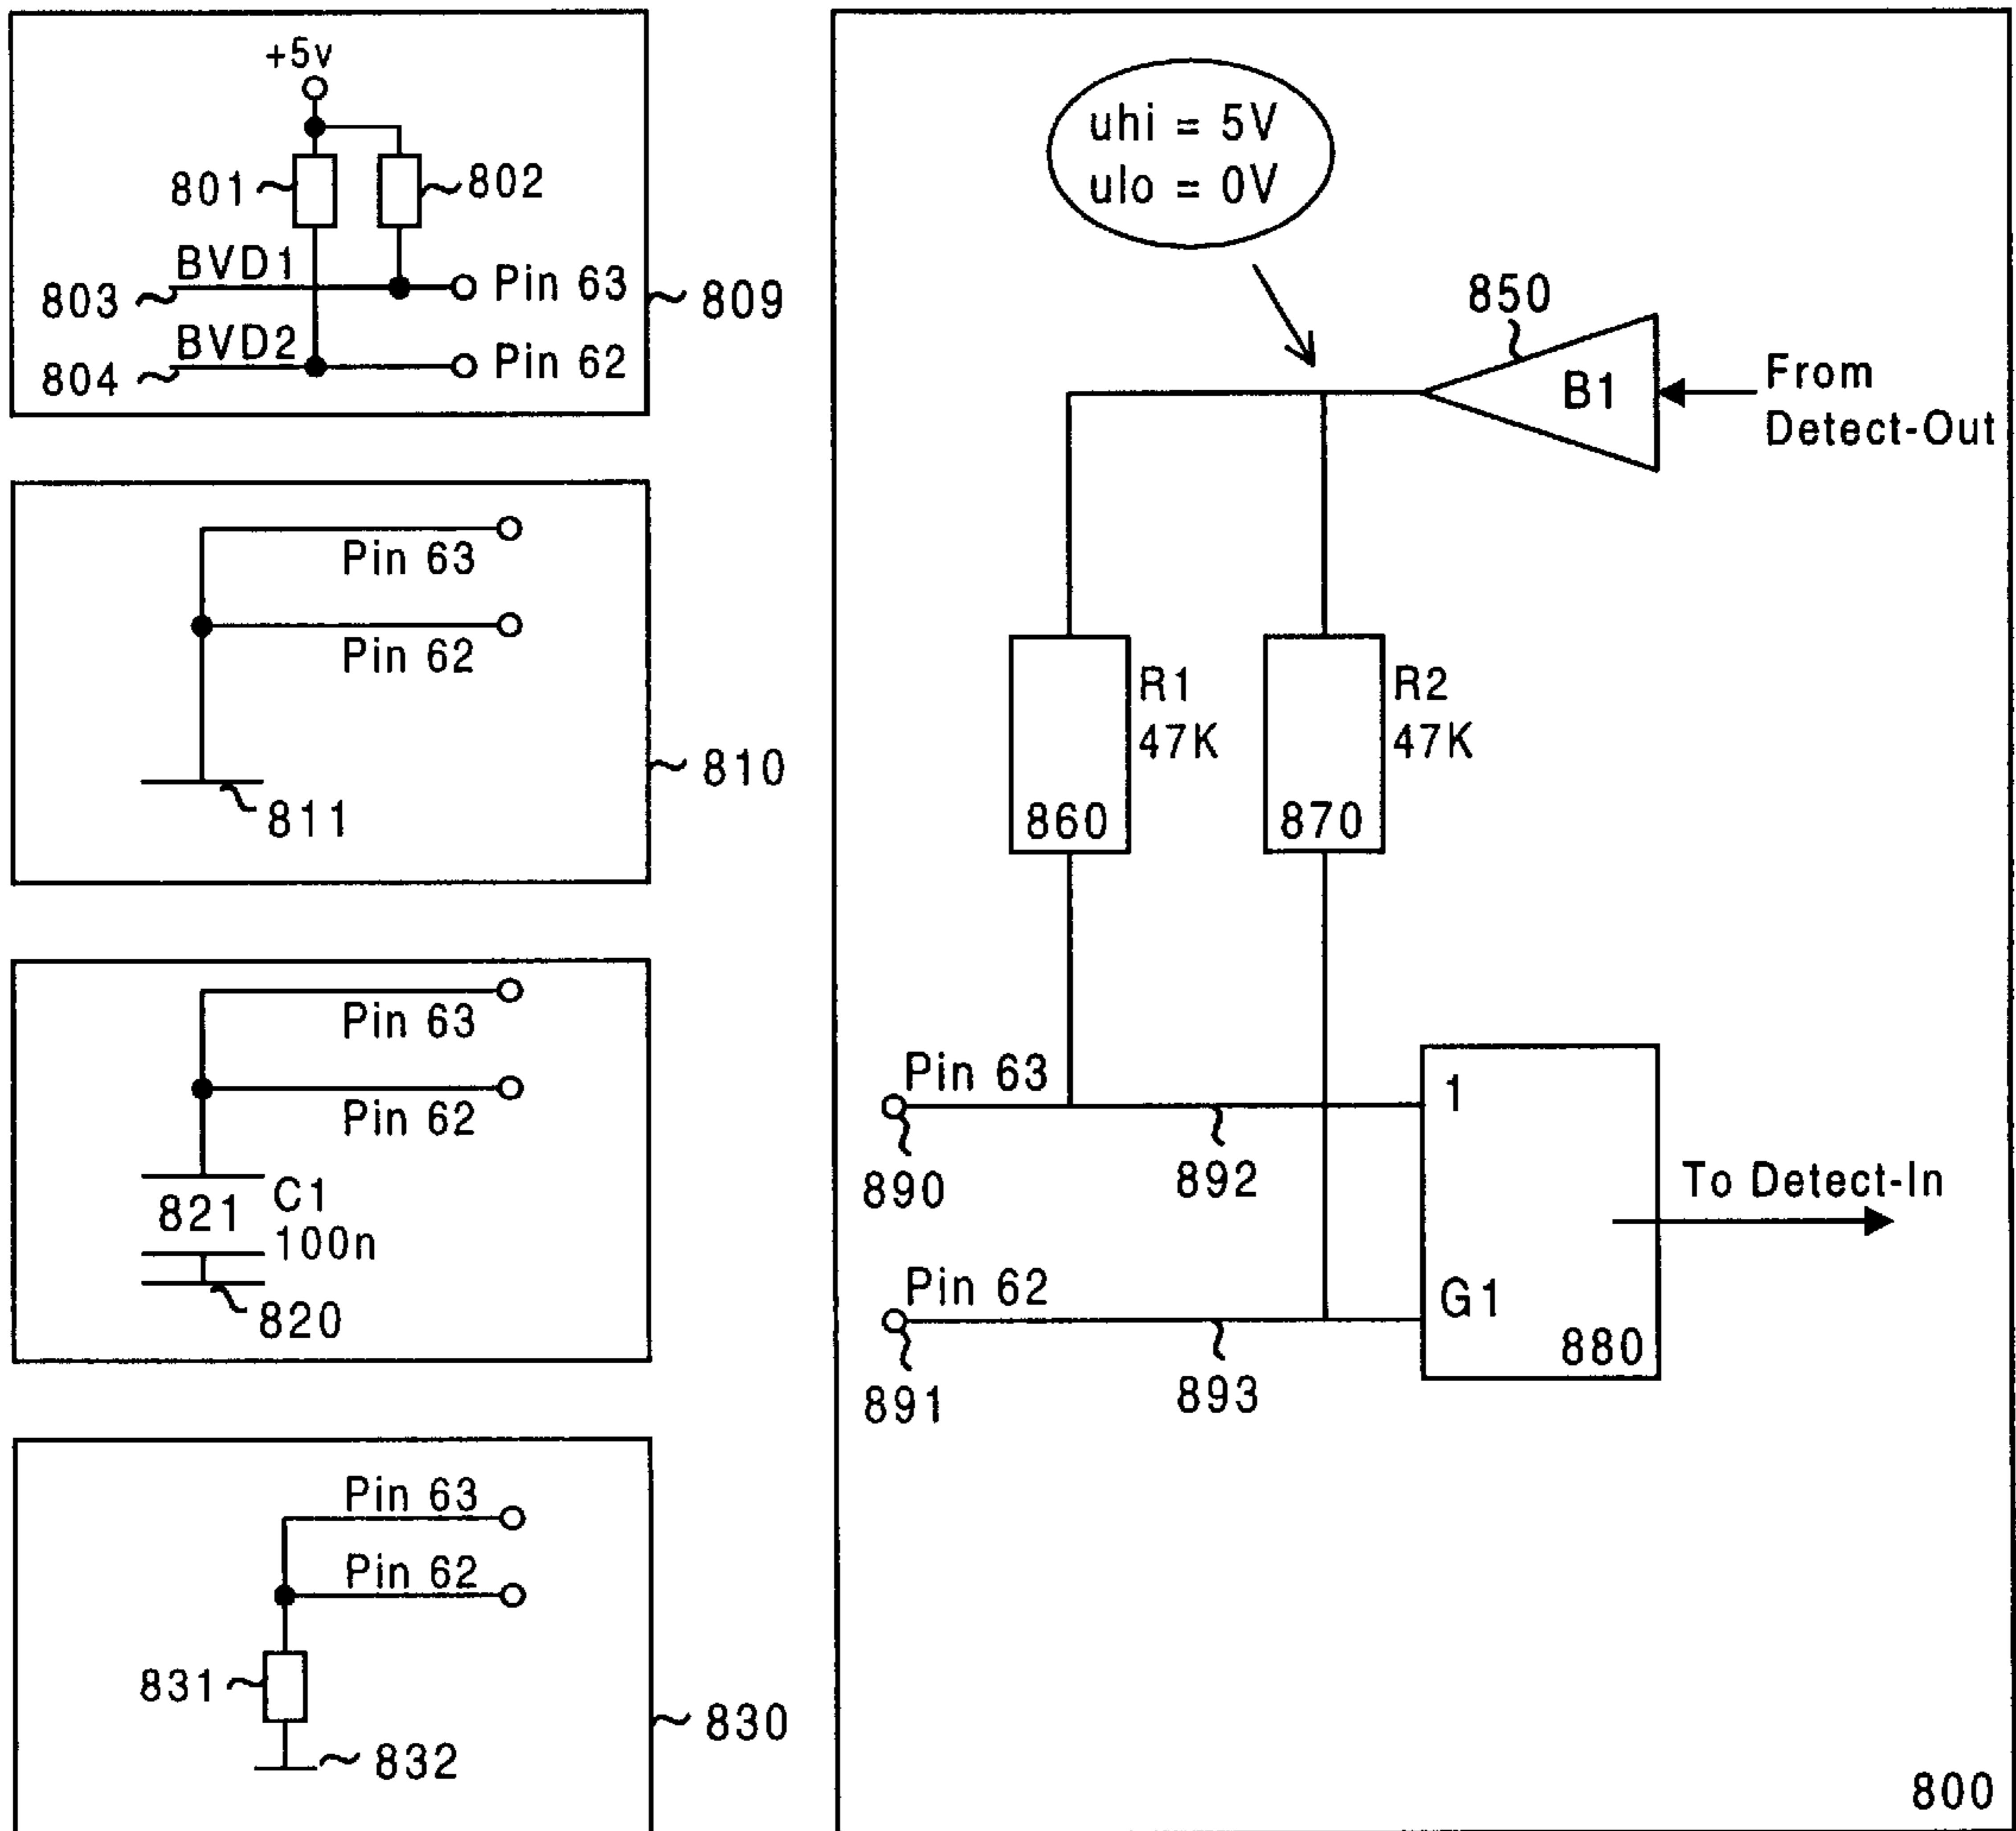 +5v
801
802
BVD1
803
Pin 63
809
BVD2
804
Pin 62
Pin 63
Pin 62
810
811
Pin 63
Pin 62
821
C1
100n
820
Pin 63
Pin 62
831
832
830
uhi = 5V
ulo = 0V
850
B1
From
Detect-Out
R1
47K
860
R2
47K
870
Pin 63
890
892
1
Pin 62
891
893
G1
880
To Detect-In
800